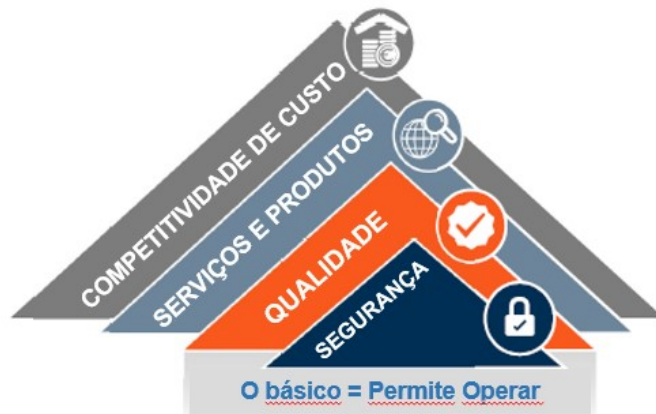 COMPETITIVIDADE DE CUSTO
SERVIÇOS E PRODUTOS
QUALIDADE
SEGURANÇA
O básico = Permite Operar